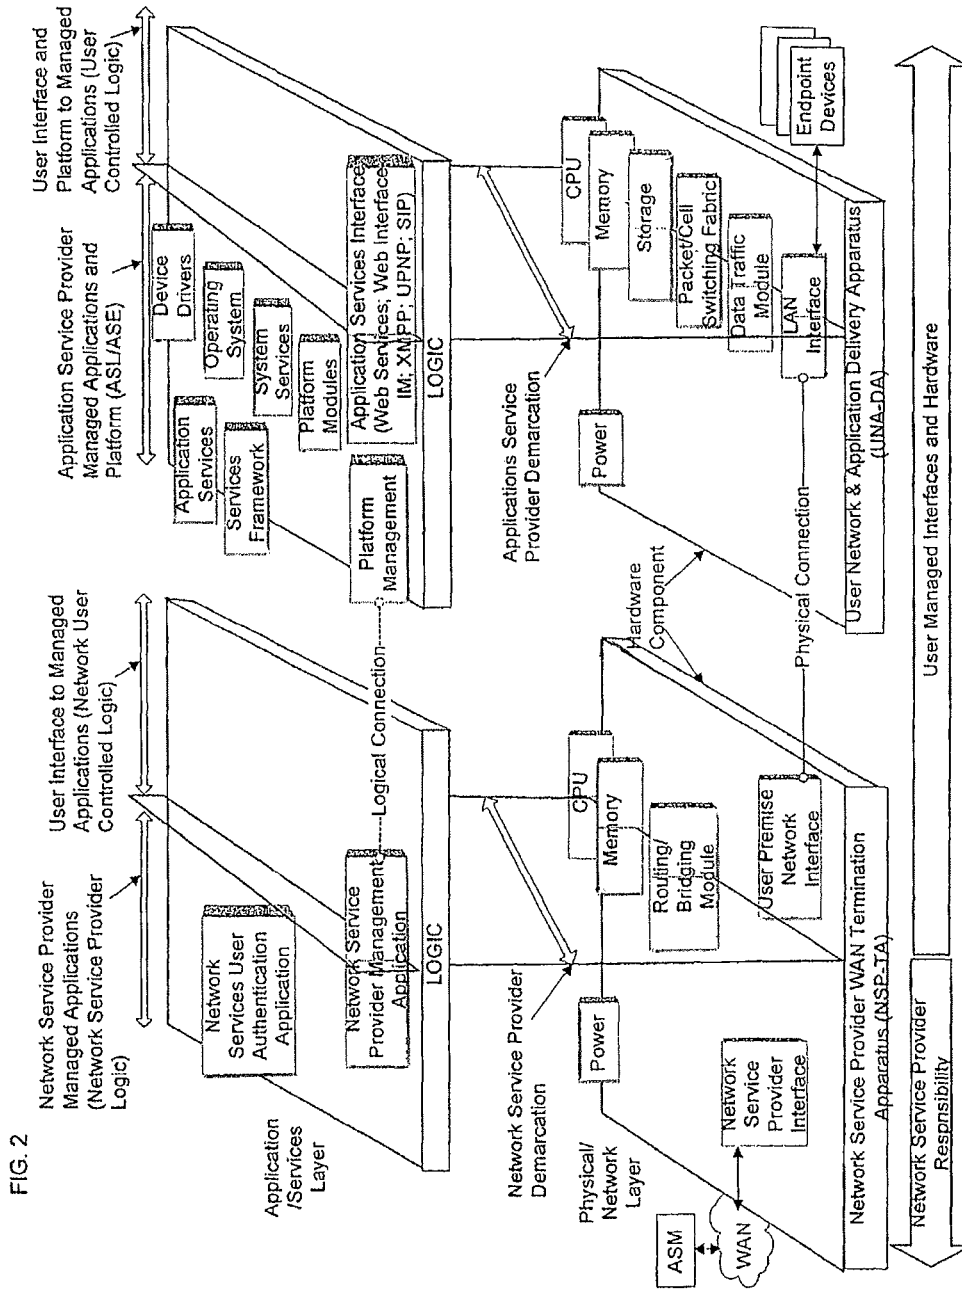 FIG. 2
Network Service Provider
Managed Applications
(Network Service Provider
Logic)
User Interface to Managed
Applications (Network User
Controlled Logic)
Application Service Provider
Managed Applications and
Platform (ASL/ASE)
User Interface and
Platform to Managed
Applications (User
Controlled Logic)
Application
/Services
Layer
Network
Services User
Authentication
Application
Network Service
Provider Management
Application
LOGIC
Logical Connection
Application
Services
Services
Framework
Platform
Management
Device
Drivers
Operating
System
System
Services
Platform
Modules
Application Services Interface
(Web Services; Web Interface
IM; XMPP; UPNP; SIP)
LOGIC
Network Service Provider
Demarcation
Applications Service
Provider Demarcation
Physical/
Network
Layer
ASM
WAN
Network
Service
Provider
Interface
Power
CPU
Memory
Routing/
Bridging
Module
User Premise
Network
Interface
Hardware
Component
Physical Connection
Power
CPU
Memory
Storage
Packet/Cell
Switching Fabric
Data Traffic
Module
LAN
Interface
Endpoint
Devices
Network Service Provider WAN Termination
Apparatus (NSP-TA)
User Network & Application Delivery Apparatus
(UNA-DA)
Network Service Provider
Respnsibility
User Managed Interfaces and Hardware